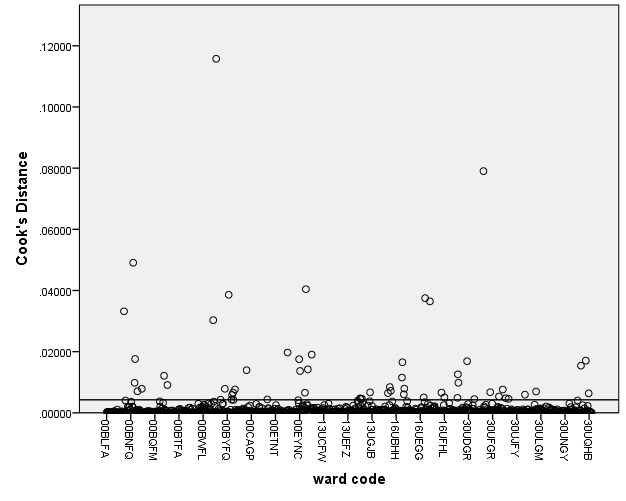 .12000
.10000
.08000
.06000
.04000
.02000
.00000
Cook's Distance
00BLFA
00BNFQ
00BQFM
00BTFA
00BWFL
00BYFQ
00CAGP
00ETNT
00EYNC
13UCFW
13UEFZ
13UGJB
16UBHH
16UEGG
16UFHL
30UDGR
30UFGR
30UJFY
30ULGM
30UNGY
30UQHB
ward code